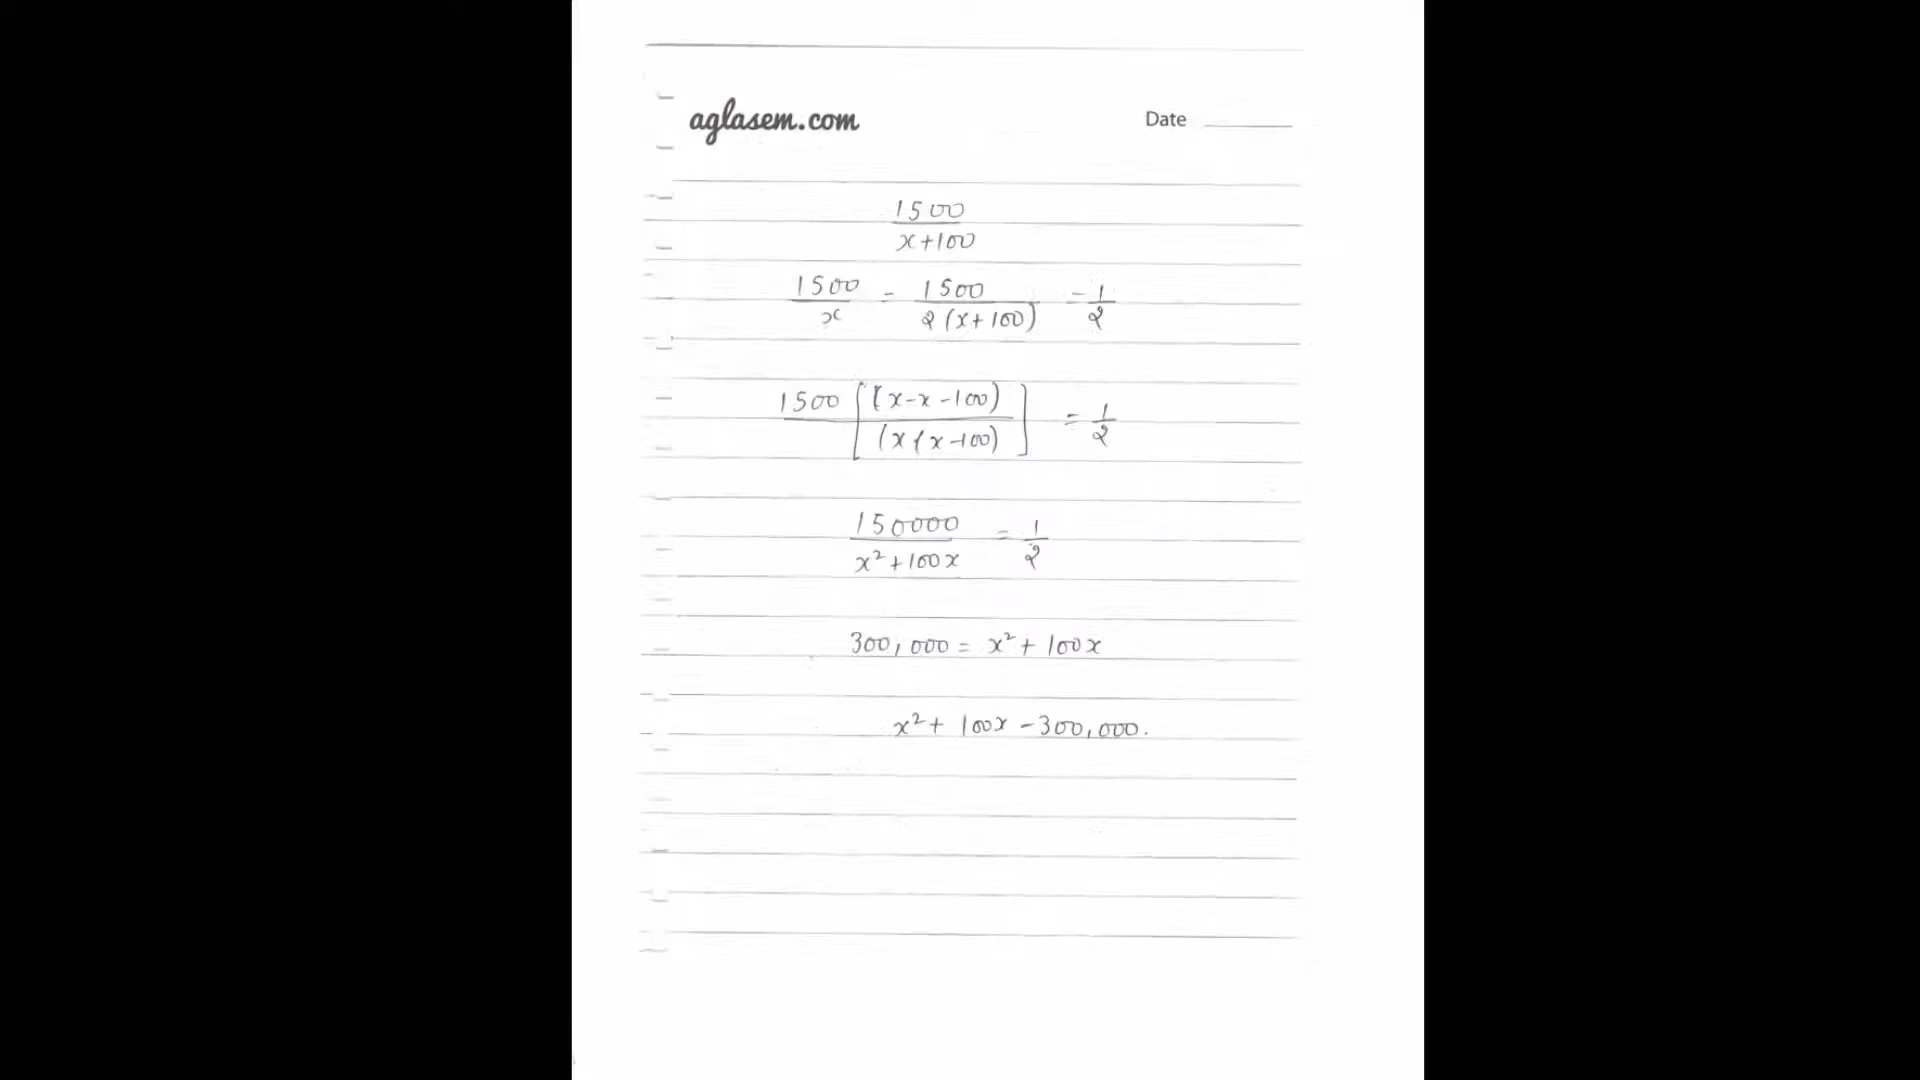 aglasem.com Date
1500
x+100
1500 - 1500 = 1
x 2(x+100) 2
1500 [(x-x-100) = 1
(x(x-100)] 2
150000 = 1
x²+100x 2
300,000 = x² + 100x
x² + 100x - 300,000.